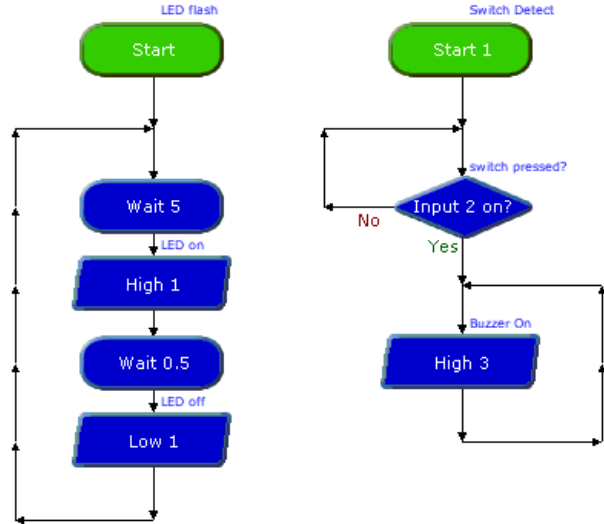 LED flash
Start
Wait 5
LED on
High 1
Wait 0.5
LED off
Low 1
Switch Detect
Start 1
switch pressed?
Input 2 on?
No
Yes
Buzzer On
High 3